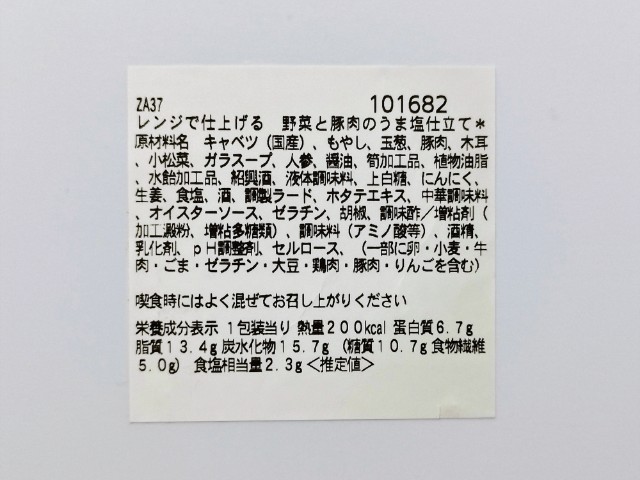 ZA37 101682
レンジで仕上げる 野菜と豚肉のうま塩仕立て*
原材料名 キャベツ(国産)、もやし、玉葱、豚肉、木耳
、小松菜、ガラスープ、人参、醤油、筍加工品、植物油脂
、水飴加工品、紹興酒、液体調味料、上白糖、にんにく、
生姜、食塩、酒、調製ラード、ホタテエキス、中華調味料
、オイスターソース、ゼラチン、胡椒、調味酢/増粘剤(
加工澱粉、増粘多糖類)、調味料(アミノ酸等)、酒精、
乳化剤、pH調整剤、セルロース、(一部に卵・小麦・牛
肉・ごま・ゼラチン・大豆・鶏肉・豚肉・りんごを含む)
喫食時にはよく混ぜてお召し上がりください
栄養成分表示 1包装当り 熱量200kcal 蛋白質6.7g
脂質13.4g炭水化物15.7g (糖質10.7g食物繊維
5.0g) 食塩相当量2.3g<推定値>